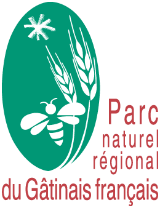 Parc
naturel
régional
du Gâtinais français